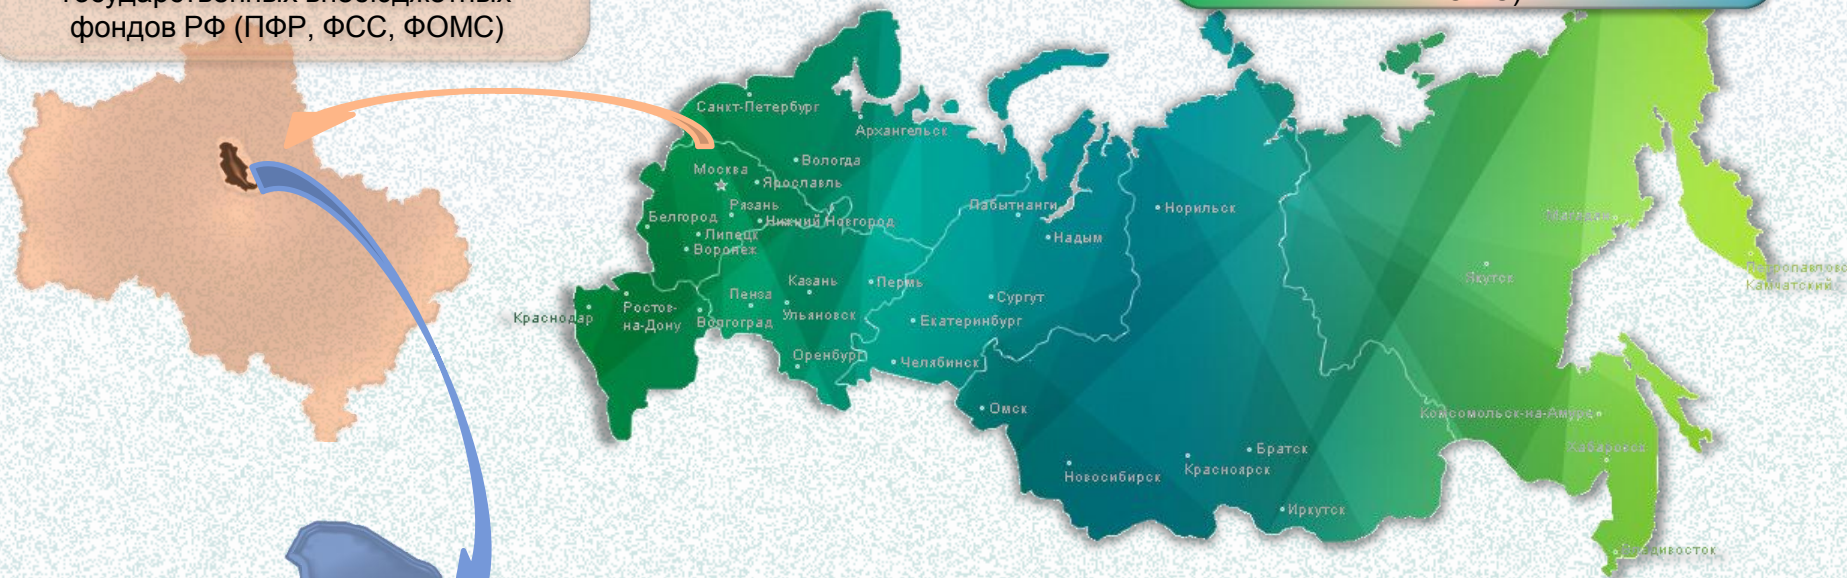 фондов РФ (ПФР, ФСС, ФОМС)
Санкт-Петербург
Архангельск
Вологда
Москва
Ярославль
Рязань
Белгород
Нижний Новгород
Липецк
Воронеж
Лабытнанги
Норильск
Надым
Казань
Пермь
Пенза
Сургут
Ростов-
на-Дону
Краснодар
Волгоград
Ульяновск
Екатеринбург
Оренбург
Челябинск
Якутск
Камчатский
Омск
Комсомольск-на-Амуре
Хабаровск
Братск
Красноярск
Новосибирск
Иркутск